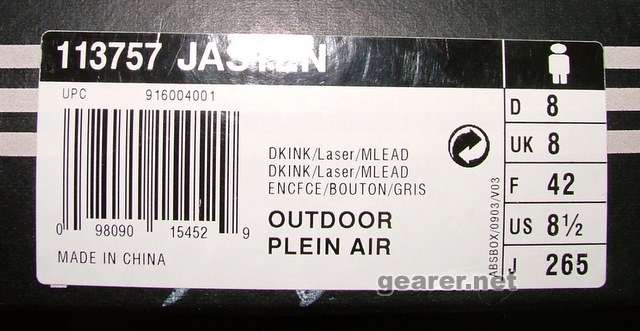 113757 JASTEN
UPC 916004001
0 98090 15452 9
MADE IN CHINA
DKINK/Laser/MLEAD
DKINK/Laser/MLEAD
ENCFCE/BOUTON/GRIS
OUTDOOR
PLEIN AIR
ABSBOX/0903/V03
D 8
UK 8
F 42
US 8½
J 265
gearer.net